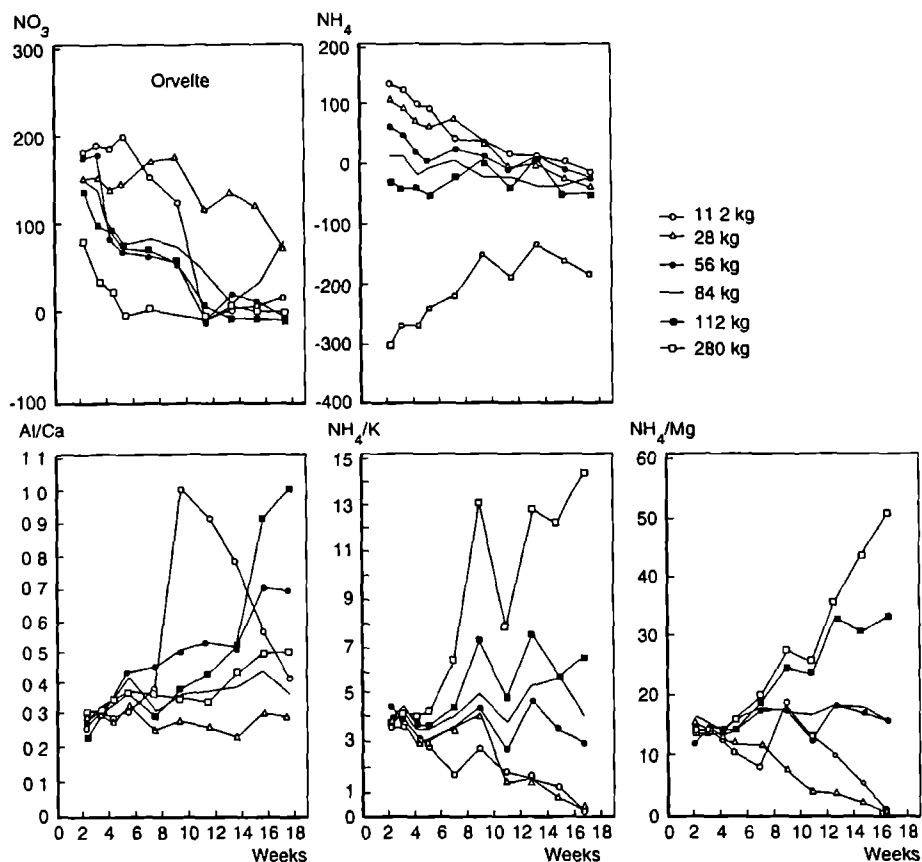 NO₃
300
200
100
0
-100
Orvelte
NH₄
200
100
0
-100
-200
-300
-400
11 2 kg
28 kg
56 kg
84 kg
112 kg
280 kg
Al/Ca
1 1
1 0
0 9
0 8
0 7
0 6
0 5
0 4
0 3
0 2
0 1
0
0 2 4 6 8 10 12 14 16 18
Weeks
NH₄/K
15
13
11
9
7
5
4
3
1
0
0 2 4 6 8 10 12 14 16 18
Weeks
NH₄/Mg
60
50
40
30
20
10
0
0 2 4 6 8 10 12 14 16 18
Weeks